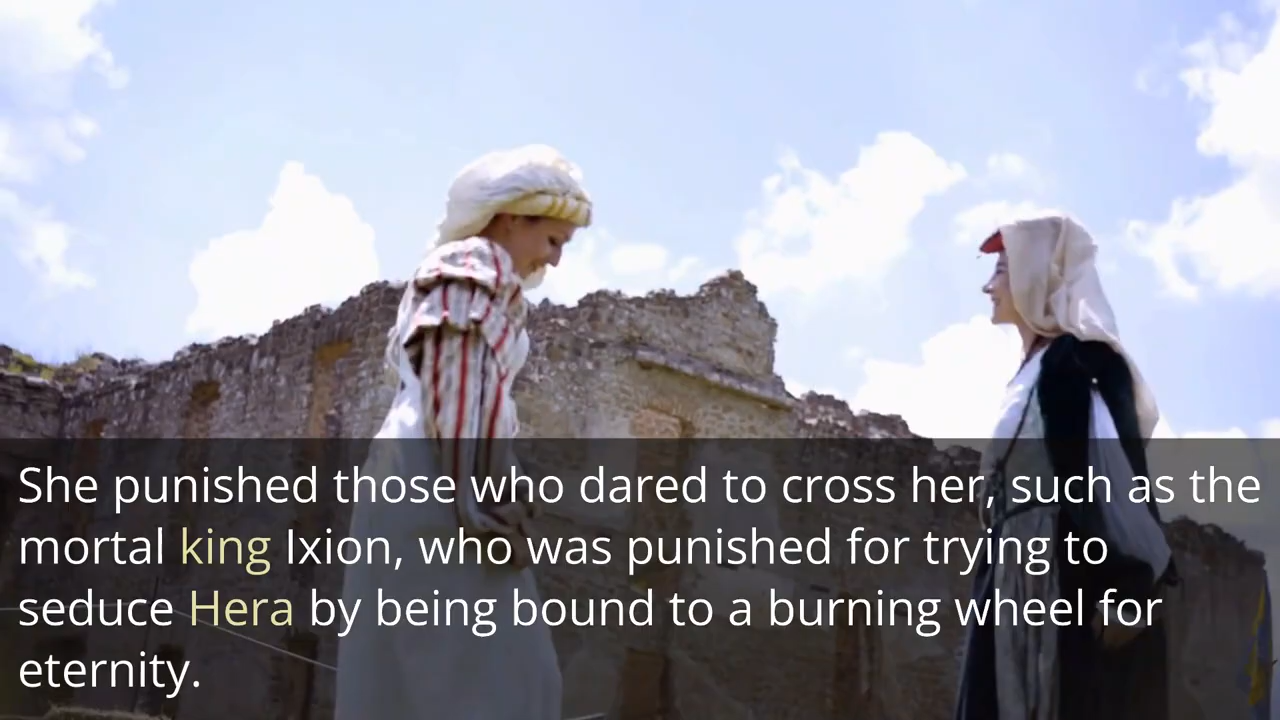 She punished those who dared to cross her, such as the
mortal king Ixion, who was punished for trying to
seduce Hera by being bound to a burning wheel for
eternity.